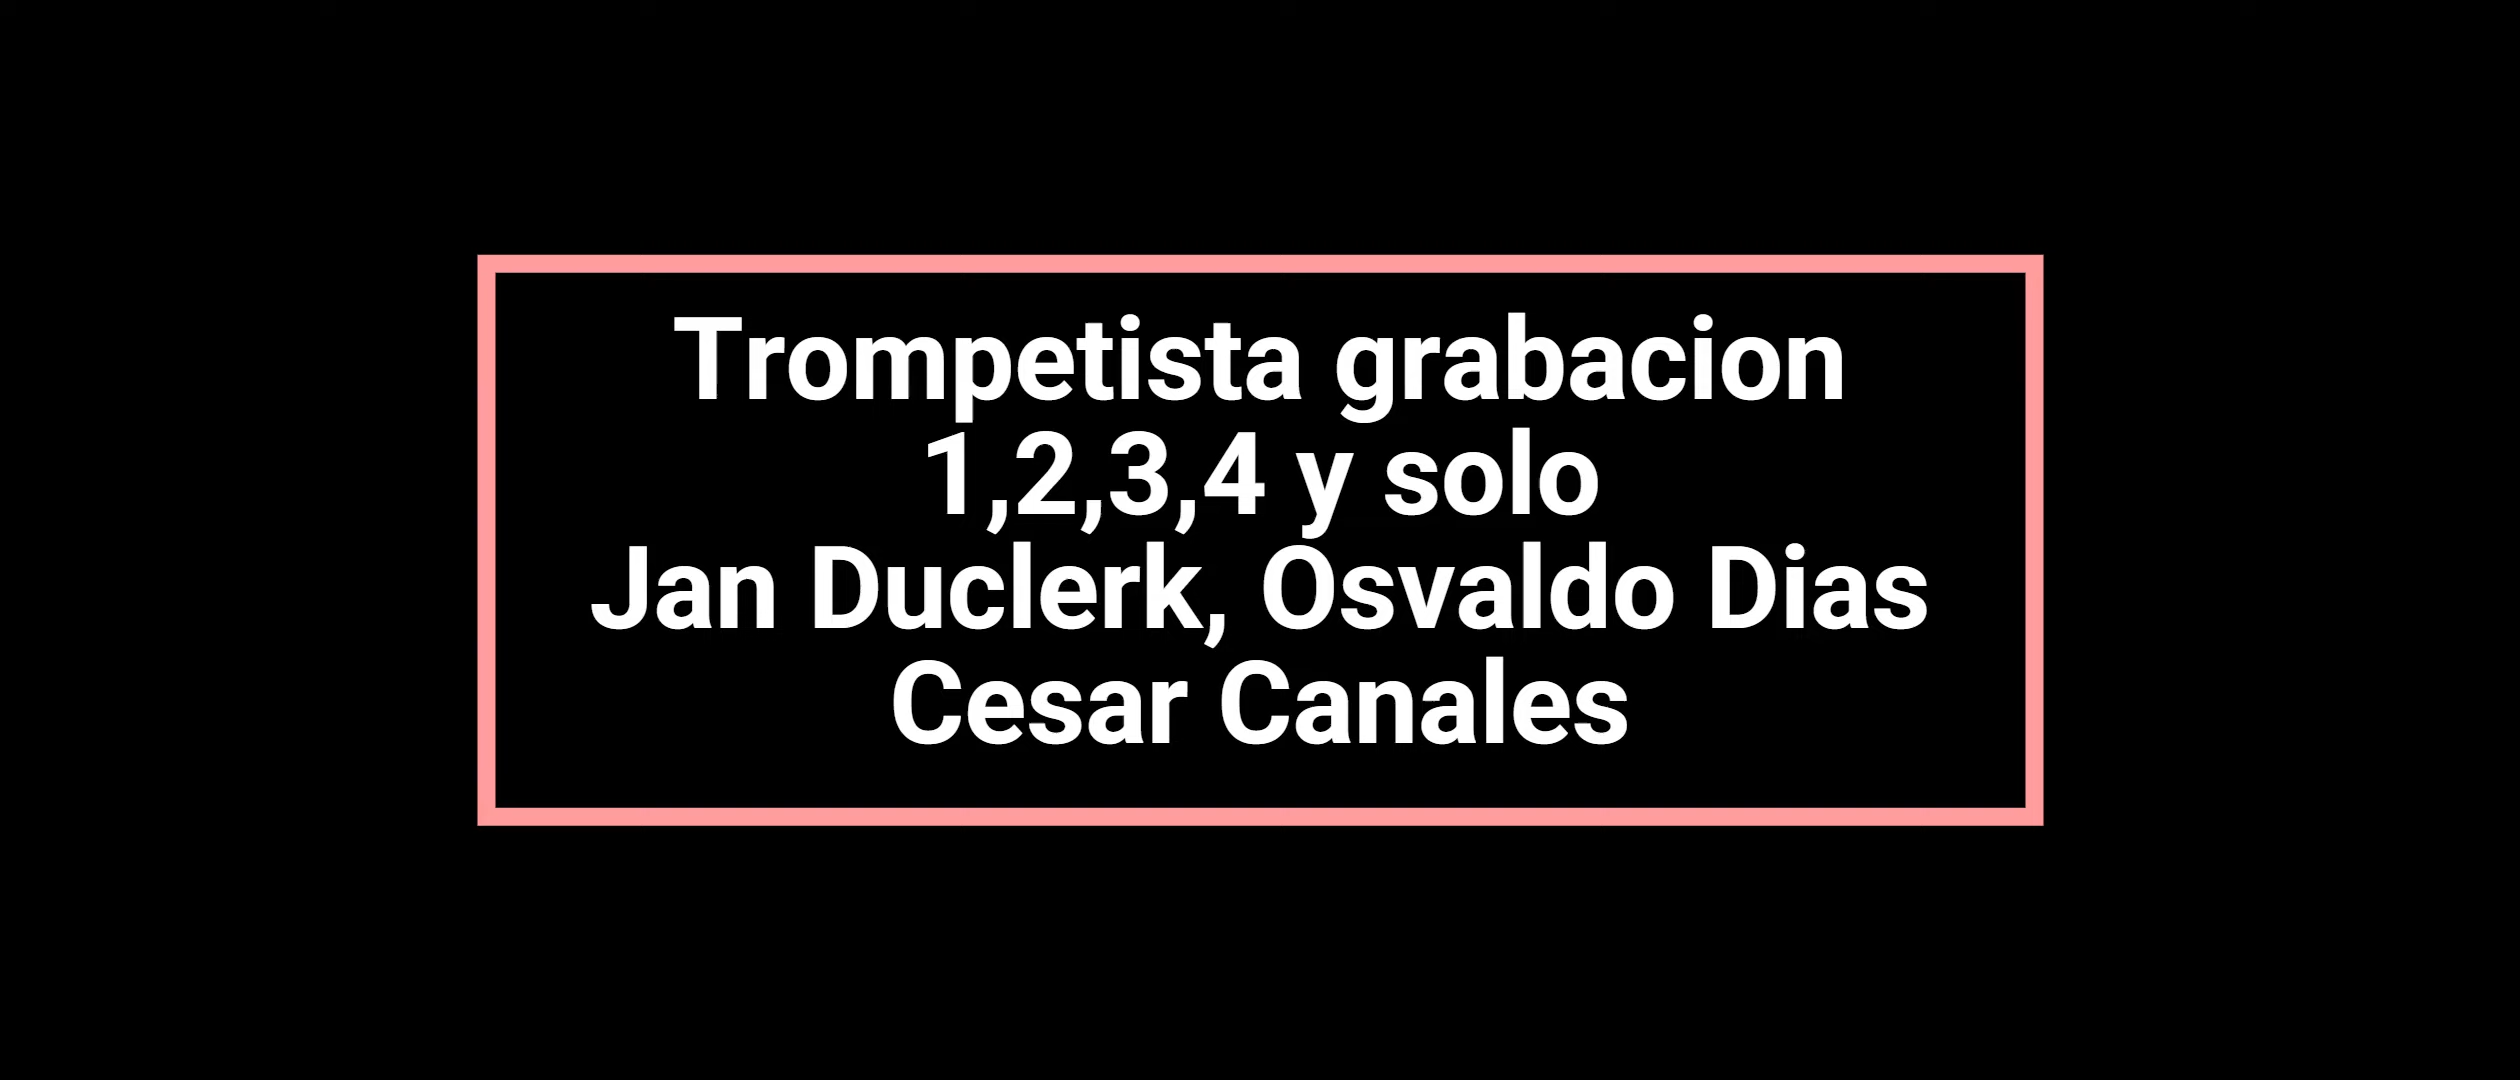 Trompetista grabacion
1,2,3,4 y solo
Jan Duclerk, Osvaldo Dias
Cesar Canales